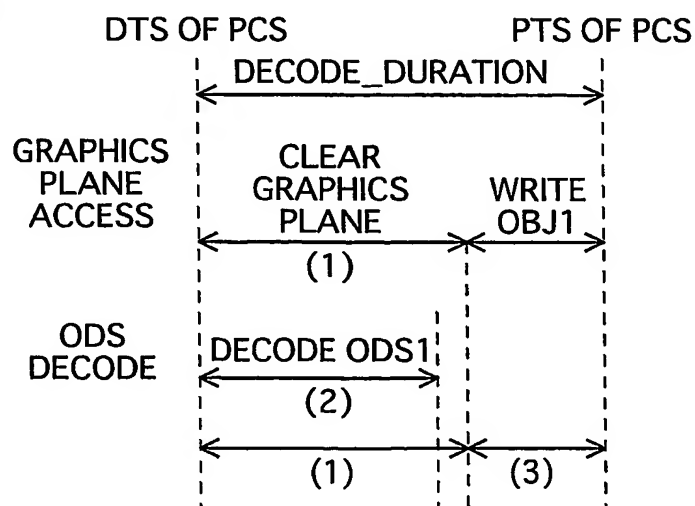 DTS OF PCS PTS OF PCS
DECODE_DURATION
GRAPHICS
PLANE
ACCESS
CLEAR
GRAPHICS
PLANE
WRITE
OBJ1
(1)
ODS
DECODE
DECODE ODS1
(2)
(1) (3)